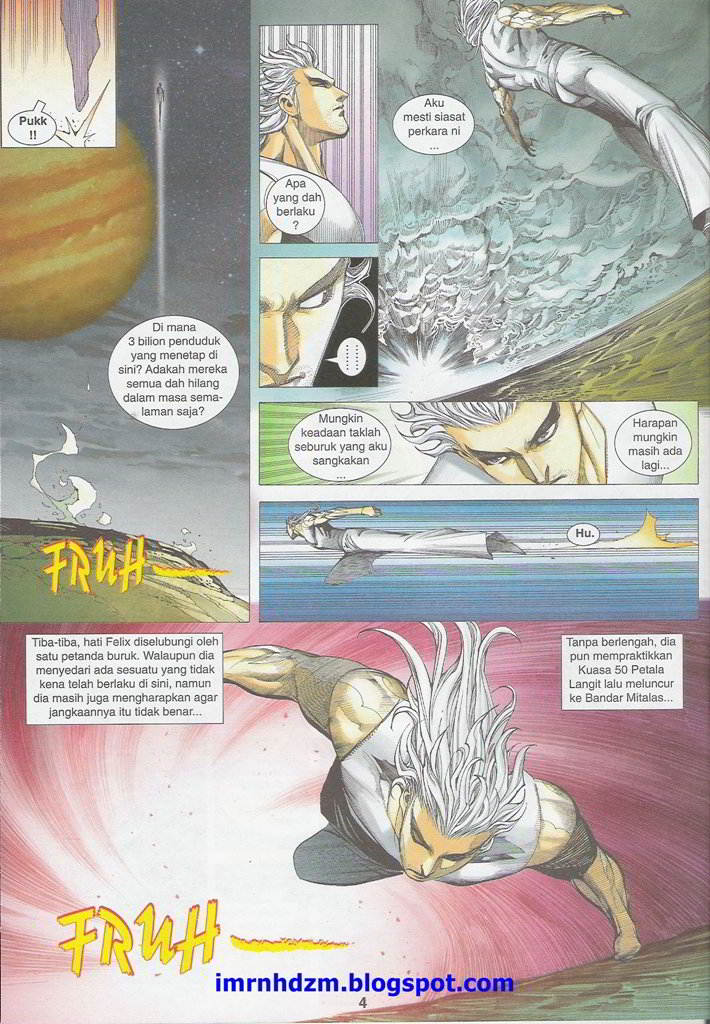 Pukk
!!
Di mana
3 bilion penduduk
yang menetap di
sini? Adakah mereka
semua dah hilang
dalam masa sema-
laman saja?
FRUH
Apa
yang dah
berlaku
?
Aku
mesti siasat
perkara ni
...
......
Mungkin
keadaan taklah
seburuk yang aku
sangkakan
...
Harapan
mungkin
masih ada
lagi...
Hu.
Tiba-tiba, hati Felix diselubungi oleh
satu petanda buruk. Walaupun dia
menyedari ada sesuatu yang tidak
kena telah berlaku di sini, namun
dia masih juga mengharapkan agar
jangkaannya itu tidak benar...
Tanpa berlengah, dia
pun mempraktikkan
Kuasa 50 Petala
Langit lalu meluncur
ke Bandar Mitalas...
FRUH
imrnhdzm.blogspot.com
4